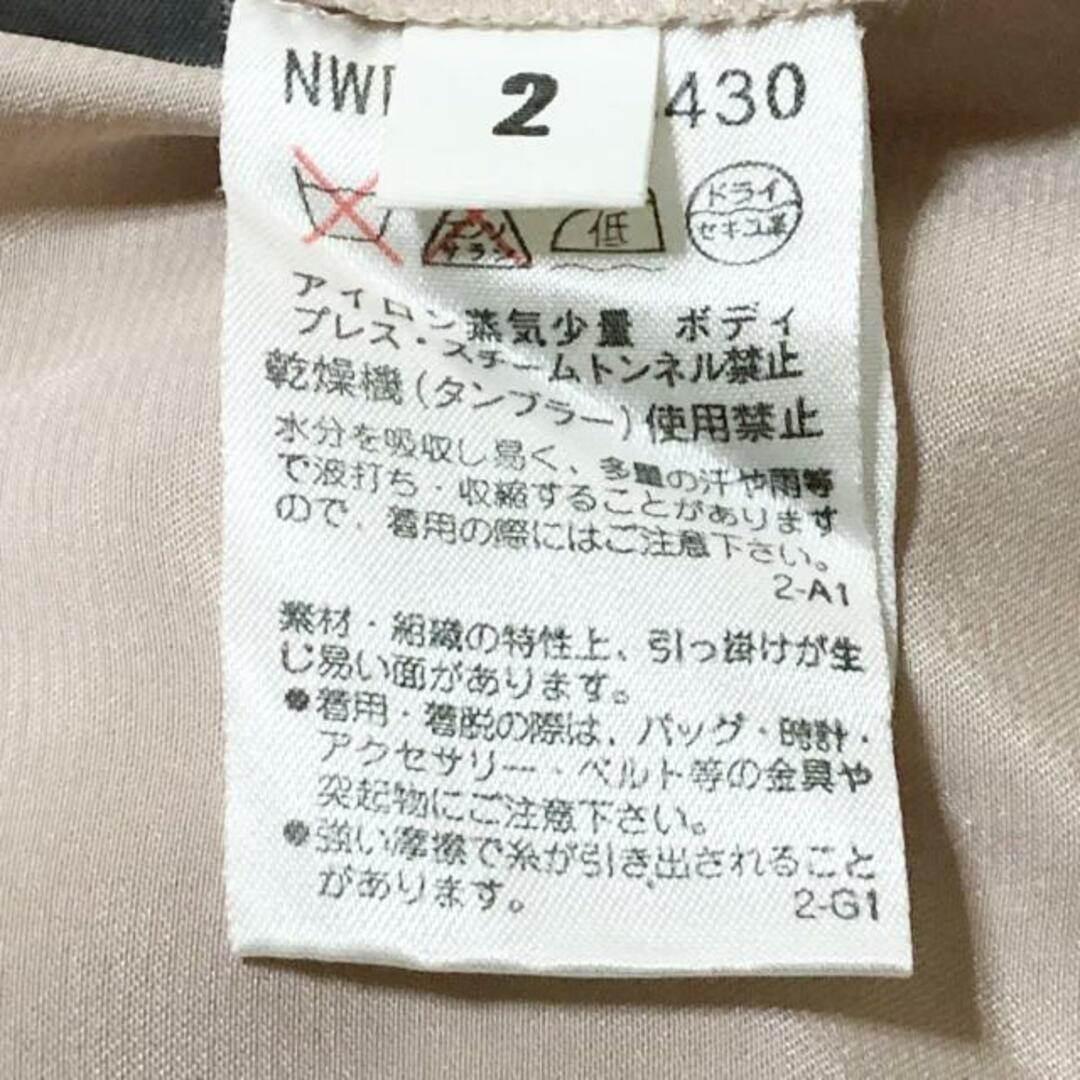 2
430
エンソ
サラシ
低
ドライ
セキユ系
アイロン蒸気少量 ボディ
プレス・スチームトンネル禁止
乾燥機(タンブラー)使用禁止
水分を吸収し易く、多量の汗や雨等
で波打ち・収縮することがあります
ので、着用の際にはご注意下さい。
2-A1
素材・組織の特性上、引っ掛けが生
じ易い面があります。
●着用・着脱の際は、バッグ・時計・
アクセサリー・ベルト等の金具や
突起物にご注意下さい。
●強い摩擦で糸が引き出されること
があります。
2-G1